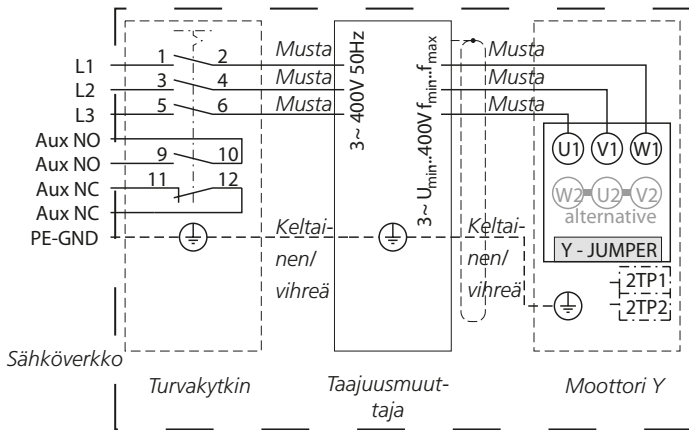 L1 1 2 Musta Musta
L2 3 4 Musta Musta
L3 5 6 Musta Musta
3~ 400V 50Hz
3~ Umin..400V fmin..fmax
Aux NO
Aux NO 9 10
Aux NC 11 12
Aux NC
PE-GND
Keltai-
nen/
vihreä
Keltai-
nen/
vihreä
U1 V1 W1
W2 U2 V2
alternative
Y - JUMPER
2TP1
2TP2
Sähköverkko
Turvakytkin
Taajuusmuut-
taja
Moottori Y